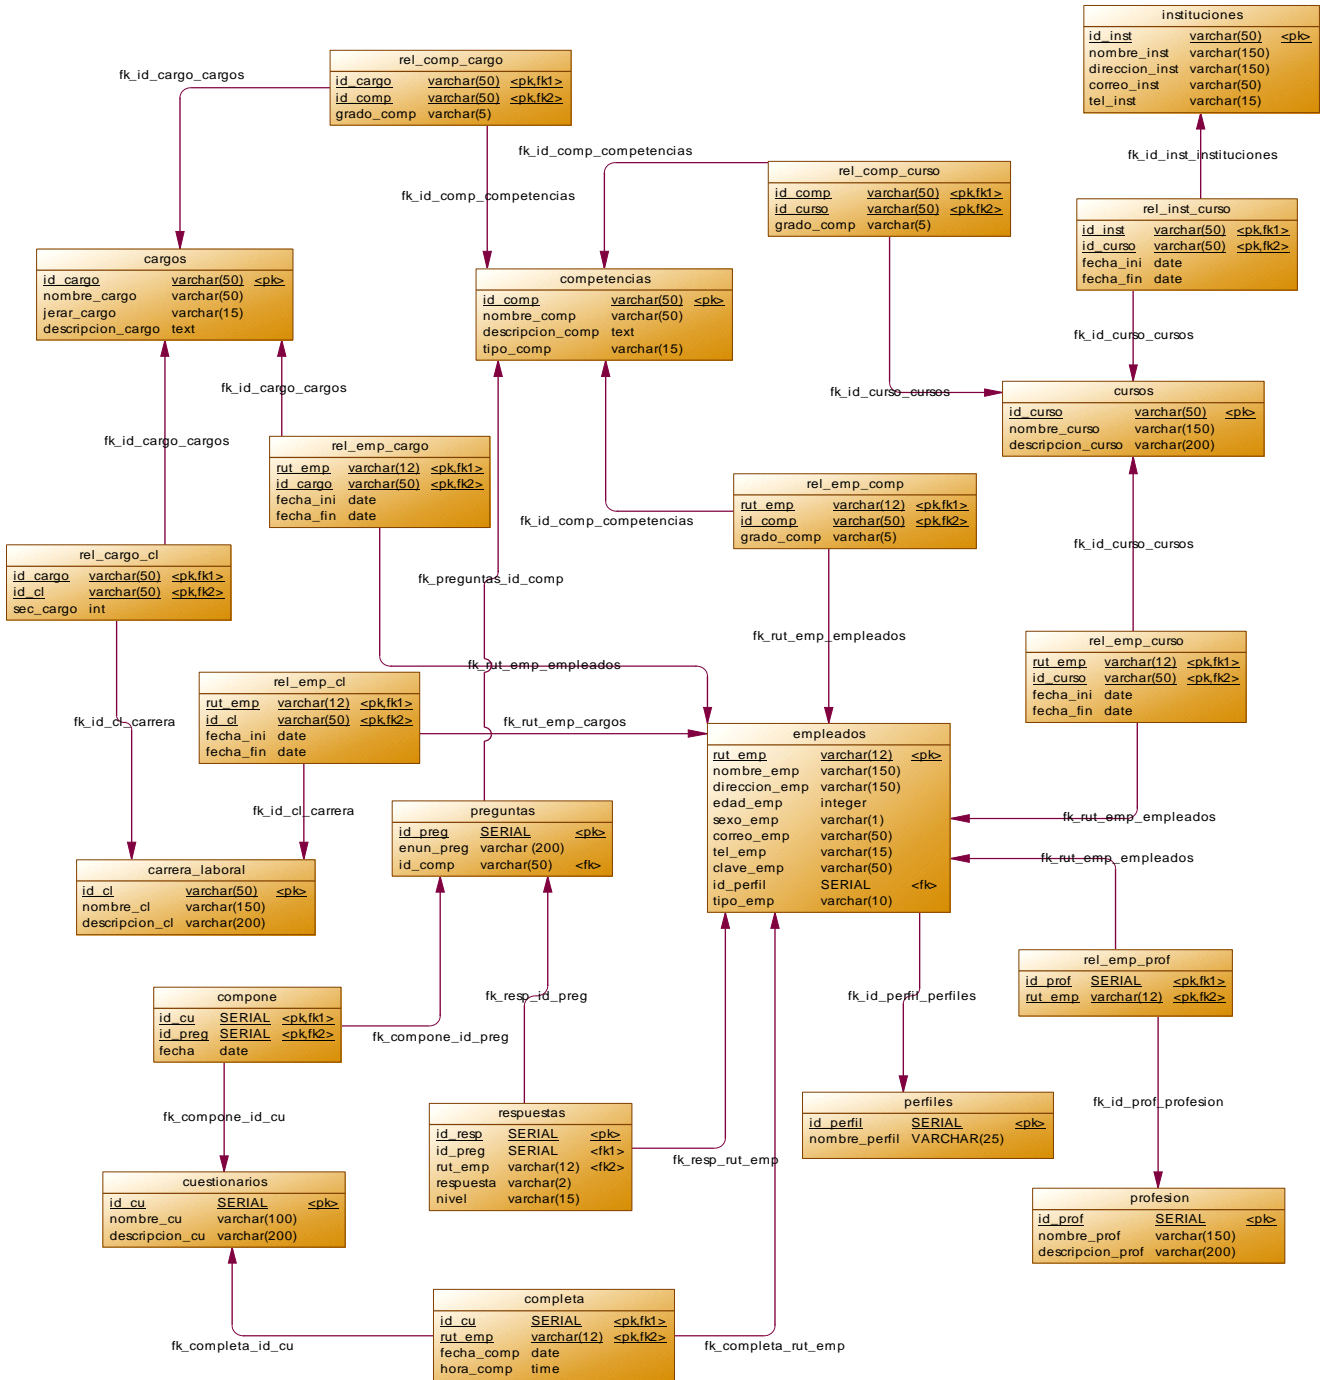 instituciones
id_inst varchar(50) <pk>
nombre_inst varchar(150)
direccion_inst varchar(150)
correo_inst varchar(50)
tel_inst varchar(15)
rel_comp_cargo
id_cargo varchar(50) <pk,fk1>
id_comp varchar(50) <pk,fk2>
grado_comp varchar(5)
fk_id_cargo_cargos
fk_id_comp_competencias
fk_id_comp_competencias
fk_id_inst_instituciones
rel_comp_curso
id_comp varchar(50) <pk,fk1>
id_curso varchar(50) <pk,fk2>
grado_comp varchar(5)
rel_inst_curso
id_inst varchar(50) <pk,fk1>
id_curso varchar(50) <pk,fk2>
fecha_ini date
fecha_fin date
cargos
id_cargo varchar(50) <pk>
nombre_cargo varchar(50)
jerar_cargo varchar(15)
descripcion_cargo text
competencias
id_comp varchar(50) <pk>
nombre_comp varchar(50)
descripcion_comp text
tipo_comp varchar(15)
fk_id_curso_cursos
fk_id_cargo_cargos
fk_id_curso_cursos
cursos
id_curso varchar(50) <pk>
nombre_curso varchar(150)
descripcion_curso varchar(200)
fk_id_cargo_cargos
rel_emp_cargo
rut_emp varchar(12) <pk,fk1>
id_cargo varchar(50) <pk,fk2>
fecha_ini date
fecha_fin date
rel_emp_comp
rut_emp varchar(12) <pk,fk1>
id_comp varchar(50) <pk,fk2>
grado_comp varchar(5)
fk_id_comp_competencias
fk_id_curso_cursos
rel_cargo_cl
id_cargo varchar(50) <pk,fk1>
id_cl varchar(50) <pk,fk2>
sec_cargo int
fk_preguntas_id_comp
fk_rut_emp_empleados
fk_rut_emp_empleados
rel_emp_curso
rut_emp varchar(12) <pk,fk1>
id_curso varchar(50) <pk,fk2>
fecha_ini date
fecha_fin date
rel_emp_cl
rut_emp varchar(12) <pk,fk1>
id_cl varchar(50) <pk,fk2>
fecha_ini date
fecha_fin date
fk_id_cl_carrera
fk_rut_emp_cargos
empleados
rut_emp varchar(12) <pk>
nombre_emp varchar(150)
direccion_emp varchar(150)
edad_emp integer
sexo_emp varchar(1)
correo_emp varchar(50)
tel_emp varchar(15)
clave_emp varchar(50)
id_perfil SERIAL <fk>
tipo_emp varchar(10)
fk_id_cl_carrera
preguntas
id_preg SERIAL <pk>
enun_preg varchar (200)
id_comp varchar(50) <fk>
fk_rut_emp_empleados
fk_rut_emp_empleados
carrera_laboral
id_cl varchar(50) <pk>
nombre_cl varchar(150)
descripcion_cl varchar(200)
rel_emp_prof
id_prof SERIAL <pk,fk1>
rut_emp varchar(12) <pk,fk2>
compone
id_cu SERIAL <pk,fk1>
id_preg SERIAL <pk,fk2>
fecha date
fk_resp_id_preg
fk_id_perfil_perfiles
fk_compone_id_preg
fk_compone_id_cu
respuestas
id_resp SERIAL <pk>
id_preg SERIAL <fk1>
rut_emp varchar(12) <fk2>
respuesta varchar(2)
nivel varchar(15)
perfiles
id_perfil SERIAL <pk>
nombre_perfil VARCHAR(25)
fk_id_prof_profesion
fk_resp_rut_emp
cuestionarios
id_cu SERIAL <pk>
nombre_cu varchar(100)
descripcion_cu varchar(200)
profesion
id_prof SERIAL <pk>
nombre_prof varchar(150)
descripcion_prof varchar(200)
completa
id_cu SERIAL <pk,fk1>
rut_emp varchar(12) <pk,fk2>
fecha_comp date
hora_comp time
fk_completa_id_cu
fk_completa_rut_emp